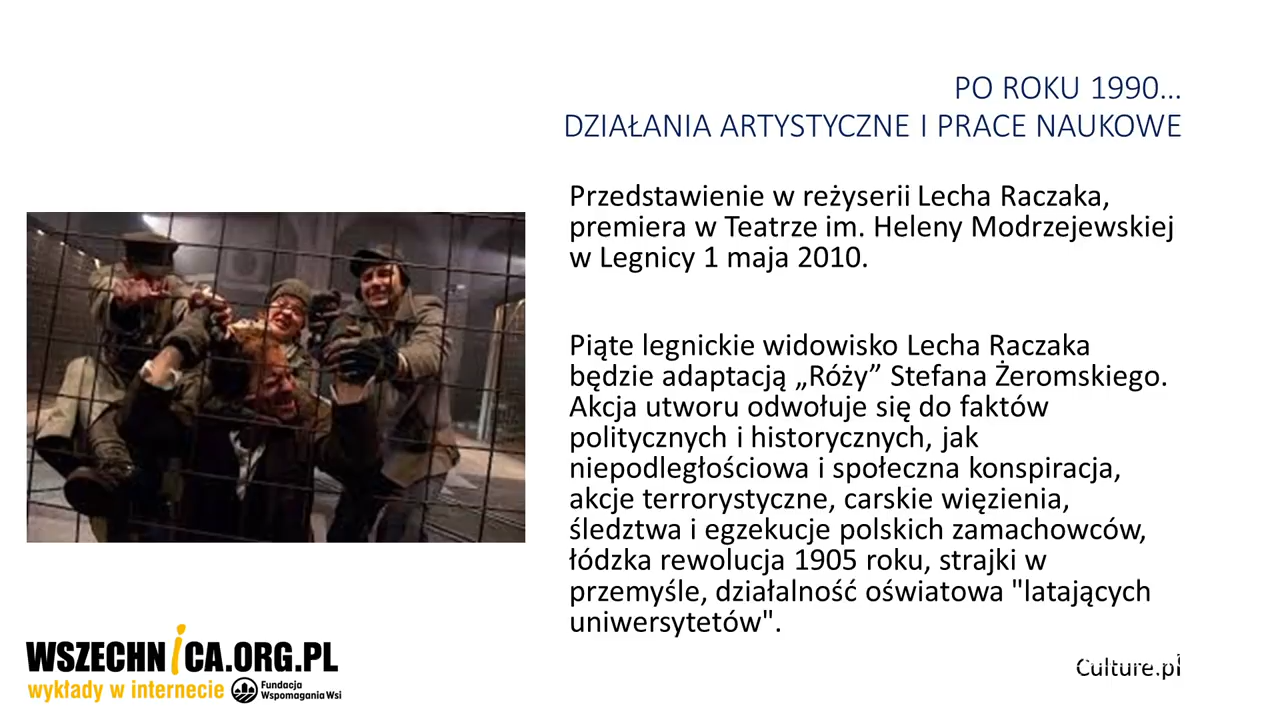 PO ROKU 1990...
DZIAŁANIA ARTYSTYCZNE I PRACE NAUKOWE
Przedstawienie w reżyserii Lecha Raczaka,
premiera w Teatrze im. Heleny Modrzejewskiej
w Legnicy 1 maja 2010.
Piąte legnickie widowisko Lecha Raczaka
będzie adaptacją „Róży” Stefana Żeromskiego.
Akcja utworu odwołuje się do faktów
politycznych i historycznych, jak
niepodległościowa i społeczna konspiracja,
akcje terrorystyczne, carskie więzienia,
śledztwa i egzekucje polskich zamachowców,
łódzka rewolucja 1905 roku, strajki w
przemyśle, działalność oświatowa "latających
uniwersytetów".
Culture.pl
WSZECHNICA.ORG.PL
wykłady w internecie
Fundacja
Wspomagania Wsi